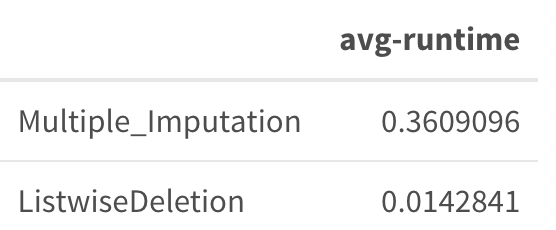 avg-runtime
Multiple_Imputation 0.3609096
ListwiseDeletion 0.0142841